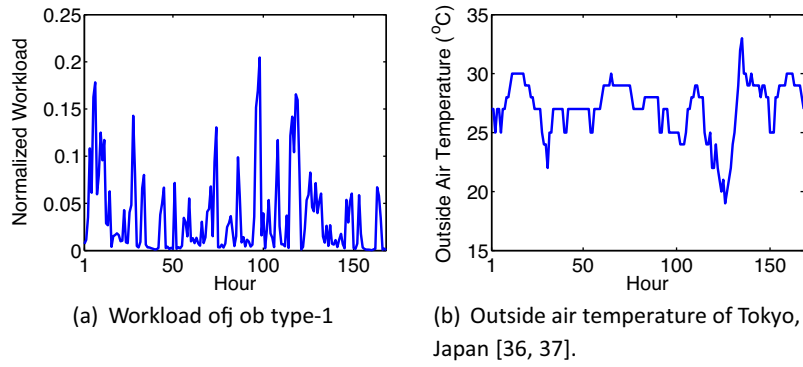 0.25
0.2
0.15
0.1
0.05
0
Normalized Workload
1 50 100 150
Hour
(a) Workload ofj ob type-1
35
30
25
20
15
Outside Air Temperature (°C)
1 50 100 150
Hour
(b) Outside air temperature of Tokyo,
Japan [36, 37].